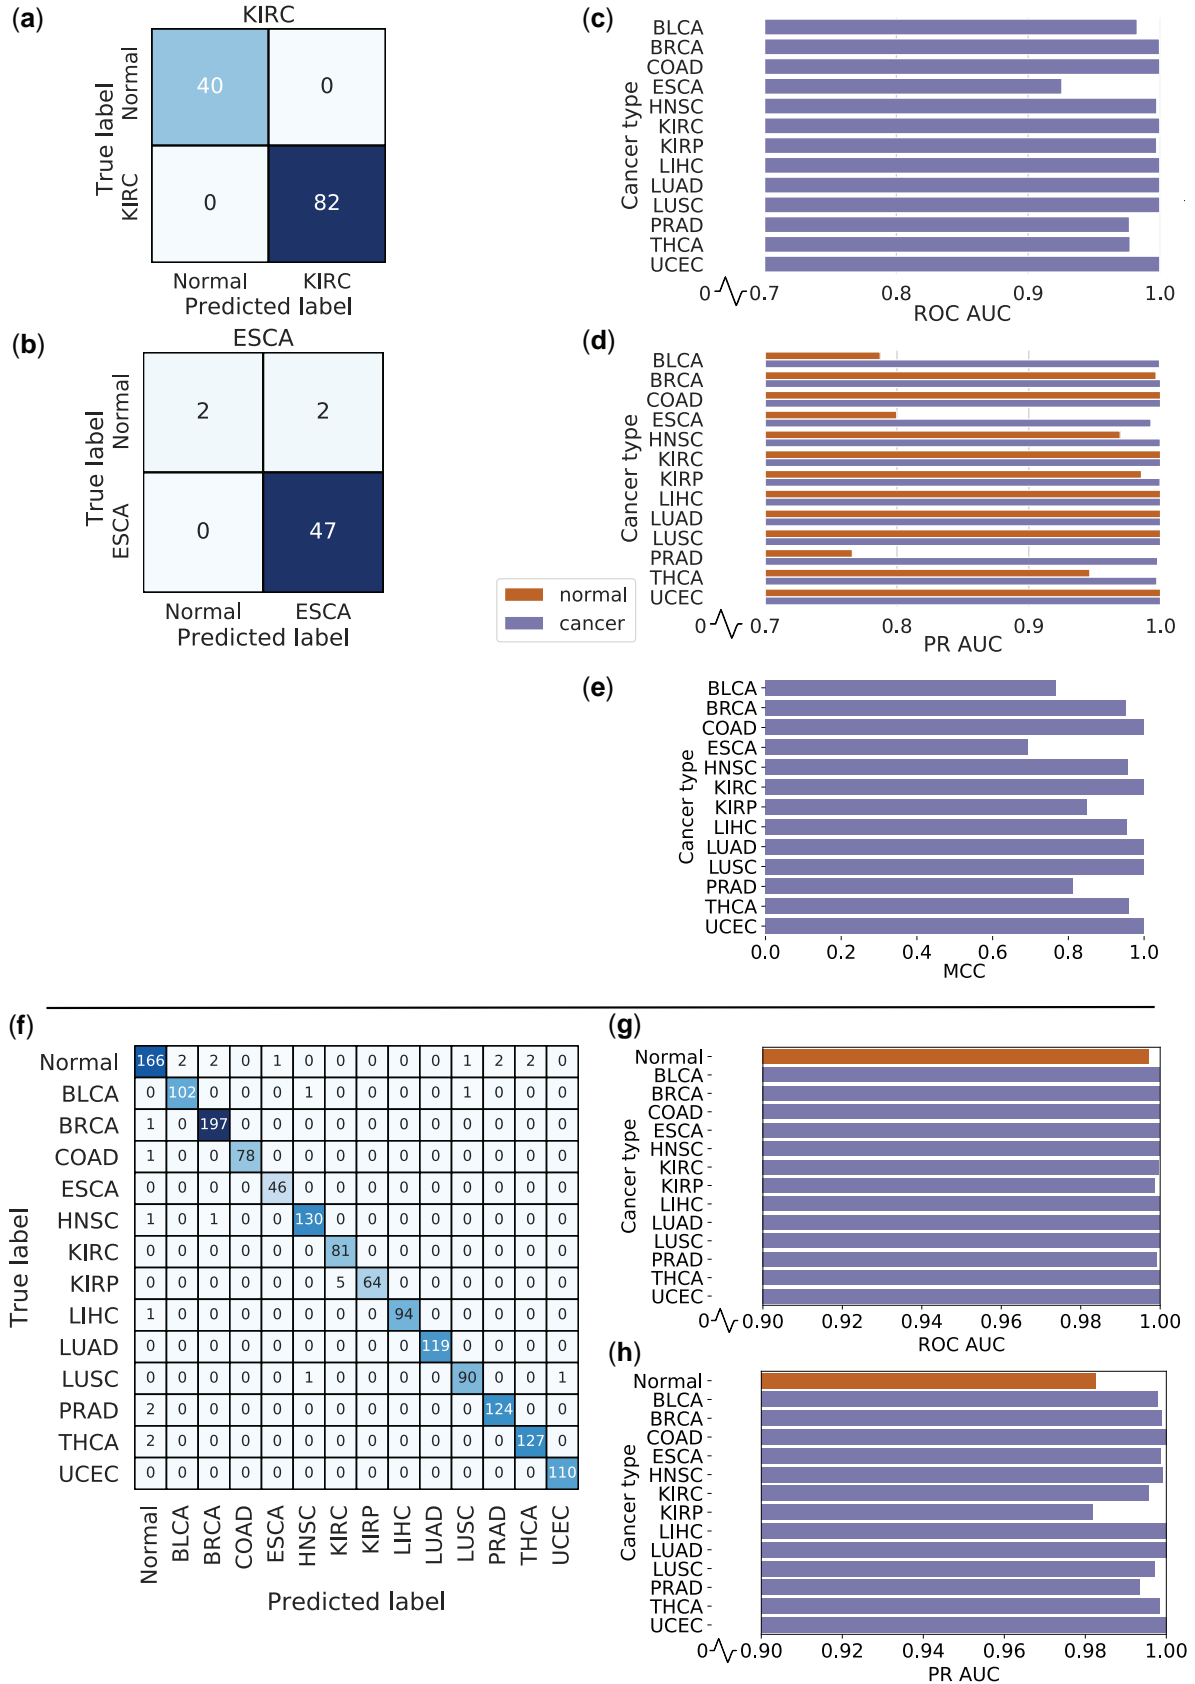 (a)
KIRC
True label
Normal
KIRC
40 0
0 82
Normal KIRC
Predicted label
(b)
ESCA
True label
Normal
ESCA
2 2
0 47
Normal ESCA
Predicted label
(c)
Cancer type
BLCA
BRCA
COAD
ESCA
HNSC
KIRC
KIRP
LIHC
LUAD
LUSC
PRAD
THCA
UCEC
0 0.7 0.8 0.9 1.0
ROC AUC
(d)
Cancer type
BLCA
BRCA
COAD
ESCA
HNSC
KIRC
KIRP
LIHC
LUAD
LUSC
PRAD
THCA
UCEC
0 0.7 0.8 0.9 1.0
PR AUC
normal
cancer
(e)
Cancer type
BLCA
BRCA
COAD
ESCA
HNSC
KIRC
KIRP
LIHC
LUAD
LUSC
PRAD
THCA
UCEC
0.0 0.2 0.4 0.6 0.8 1.0
MCC
(f)
True label
Normal 166 2 2 0 1 0 0 0 0 0 1 2 2 0
BLCA 0 102 0 0 0 1 0 0 0 0 1 0 0 0
BRCA 1 0 197 0 0 0 0 0 0 0 0 0 0 0
COAD 1 0 0 78 0 0 0 0 0 0 0 0 0 0
ESCA 0 0 0 0 46 0 0 0 0 0 0 0 0 0
HNSC 1 0 1 0 0 130 0 0 0 0 0 0 0 0
KIRC 0 0 0 0 0 0 81 0 0 0 0 0 0 0
KIRP 0 0 0 0 0 0 5 64 0 0 0 0 0 0
LIHC 1 0 0 0 0 0 0 0 94 0 0 0 0 0
LUAD 0 0 0 0 0 0 0 0 0 119 0 0 0 0
LUSC 0 0 0 0 0 1 0 0 0 0 90 0 0 1
PRAD 2 0 0 0 0 0 0 0 0 0 0 124 0 0
THCA 2 0 0 0 0 0 0 0 0 0 0 0 127 0
UCEC 0 0 0 0 0 0 0 0 0 0 0 0 0 110
Normal BLCA BRCA COAD ESCA HNSC KIRC KIRP LIHC LUAD LUSC PRAD THCA UCEC
Predicted label
(g)
Cancer type
Normal
BLCA
BRCA
COAD
ESCA
HNSC
KIRC
KIRP
LIHC
LUAD
LUSC
PRAD
THCA
UCEC
0 0.90 0.92 0.94 0.96 0.98 1.00
ROC AUC
(h)
Cancer type
Normal
BLCA
BRCA
COAD
ESCA
HNSC
KIRC
KIRP
LIHC
LUAD
LUSC
PRAD
THCA
UCEC
0 0.90 0.92 0.94 0.96 0.98 1.00
PR AUC